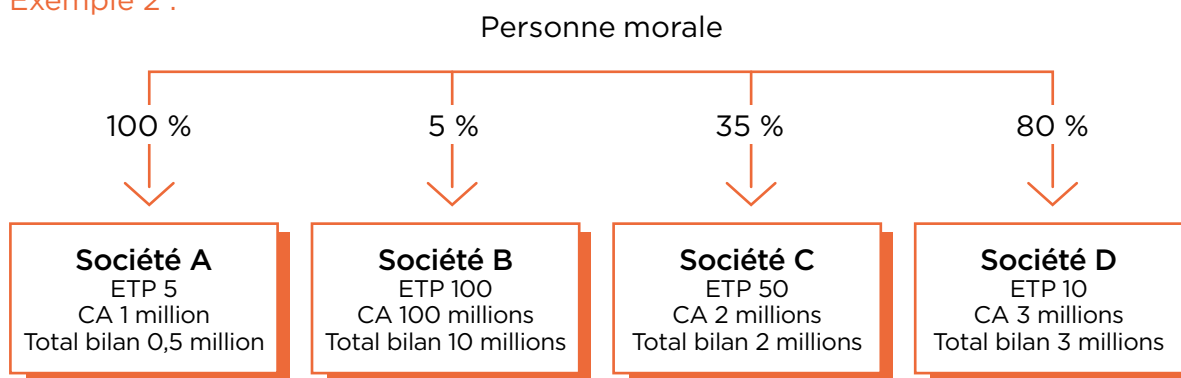 Exemple 2 :
Personne morale
100 %
5 %
35 %
80 %
Société A
ETP 5
CA 1 million
Total bilan 0,5 million
Société B
ETP 100
CA 100 millions
Total bilan 10 millions
Société C
ETP 50
CA 2 millions
Total bilan 2 millions
Société D
ETP 10
CA 3 millions
Total bilan 3 millions